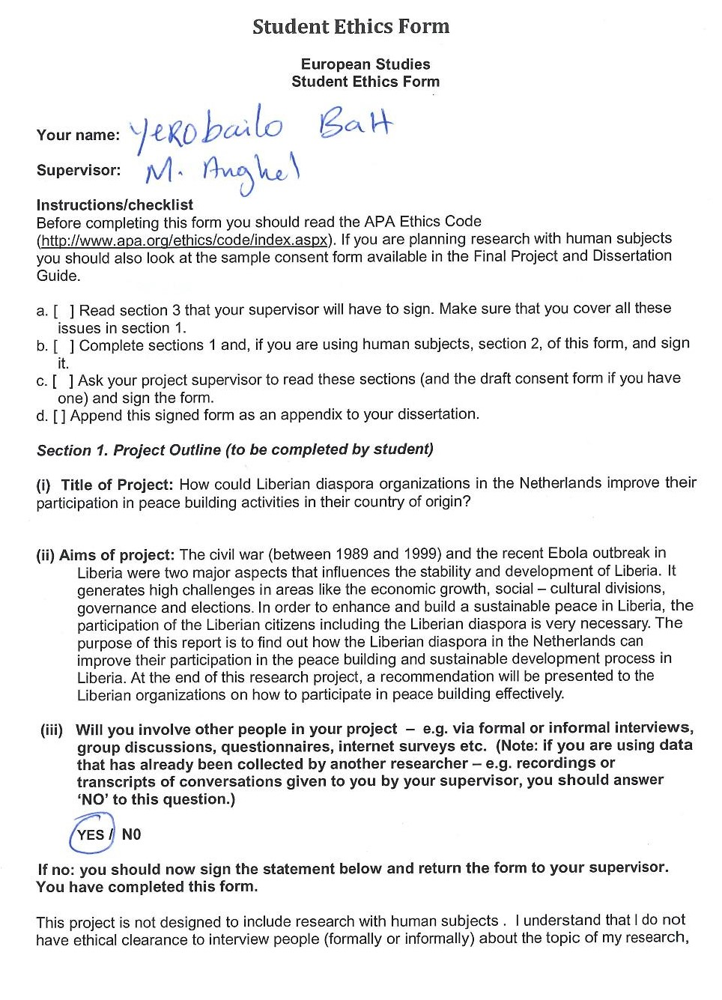 Student Ethics Form
European Studies
Student Ethics Form
Your name: Yerobailo Bah
Supervisor: M. Anghel
Instructions/checklist
Before completing this form you should read the APA Ethics Code
(http://www.apa.org/ethics/code/index.aspx). If you are planning research with human subjects
you should also look at the sample consent form available in the Final Project and Dissertation
Guide.
a. [ ] Read section 3 that your supervisor will have to sign. Make sure that you cover all these
issues in section 1.
b. [ ] Complete sections 1 and, if you are using human subjects, section 2, of this form, and sign
it.
c. [ ] Ask your project supervisor to read these sections (and the draft consent form if you have
one) and sign the form.
d. [] Append this signed form as an appendix to your dissertation.
Section 1. Project Outline (to be completed by student)
(i) Title of Project: How could Liberian diaspora organizations in the Netherlands improve their
participation in peace building activities in their country of origin?
(ii) Aims of project: The civil war (between 1989 and 1999) and the recent Ebola outbreak in
Liberia were two major aspects that influences the stability and development of Liberia. It
generates high challenges in areas like the economic growth, social – cultural divisions,
governance and elections. In order to enhance and build a sustainable peace in Liberia, the
participation of the Liberian citizens including the Liberian diaspora is very necessary. The
purpose of this report is to find out how the Liberian diaspora in the Netherlands can
improve their participation in the peace building and sustainable development process in
Liberia. At the end of this research project, a recommendation will be presented to the
Liberian organizations on how to participate in peace building effectively.
(iii) Will you involve other people in your project – e.g. via formal or informal interviews,
group discussions, questionnaires, internet surveys etc. (Note: if you are using data
that has already been collected by another researcher – e.g. recordings or
transcripts of conversations given to you by your supervisor, you should answer
‘NO’ to this question.)
YES / N0
If no: you should now sign the statement below and return the form to your supervisor.
You have completed this form.
This project is not designed to include research with human subjects . I understand that I do not
have ethical clearance to interview people (formally or informally) about the topic of my research,